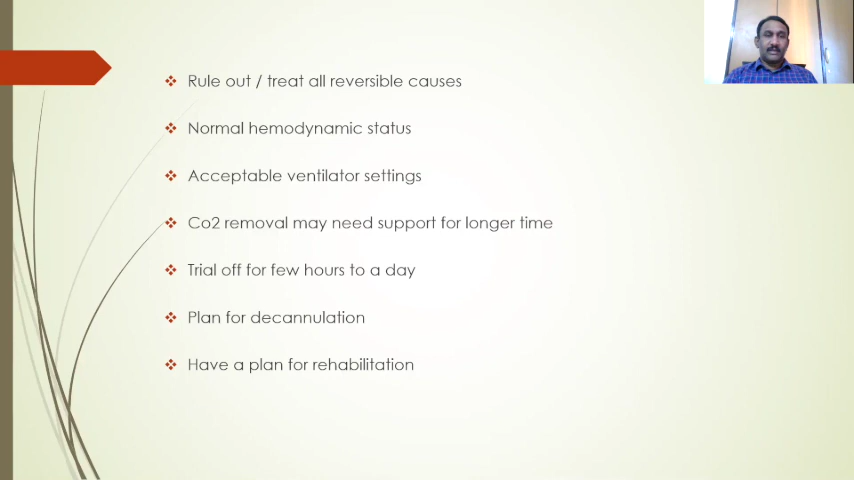 Rule out / treat all reversible causes
Normal hemodynamic status
Acceptable ventilator settings
Co2 removal may need support for longer time
Trial off for few hours to a day
Plan for decannulation
Have a plan for rehabilitation